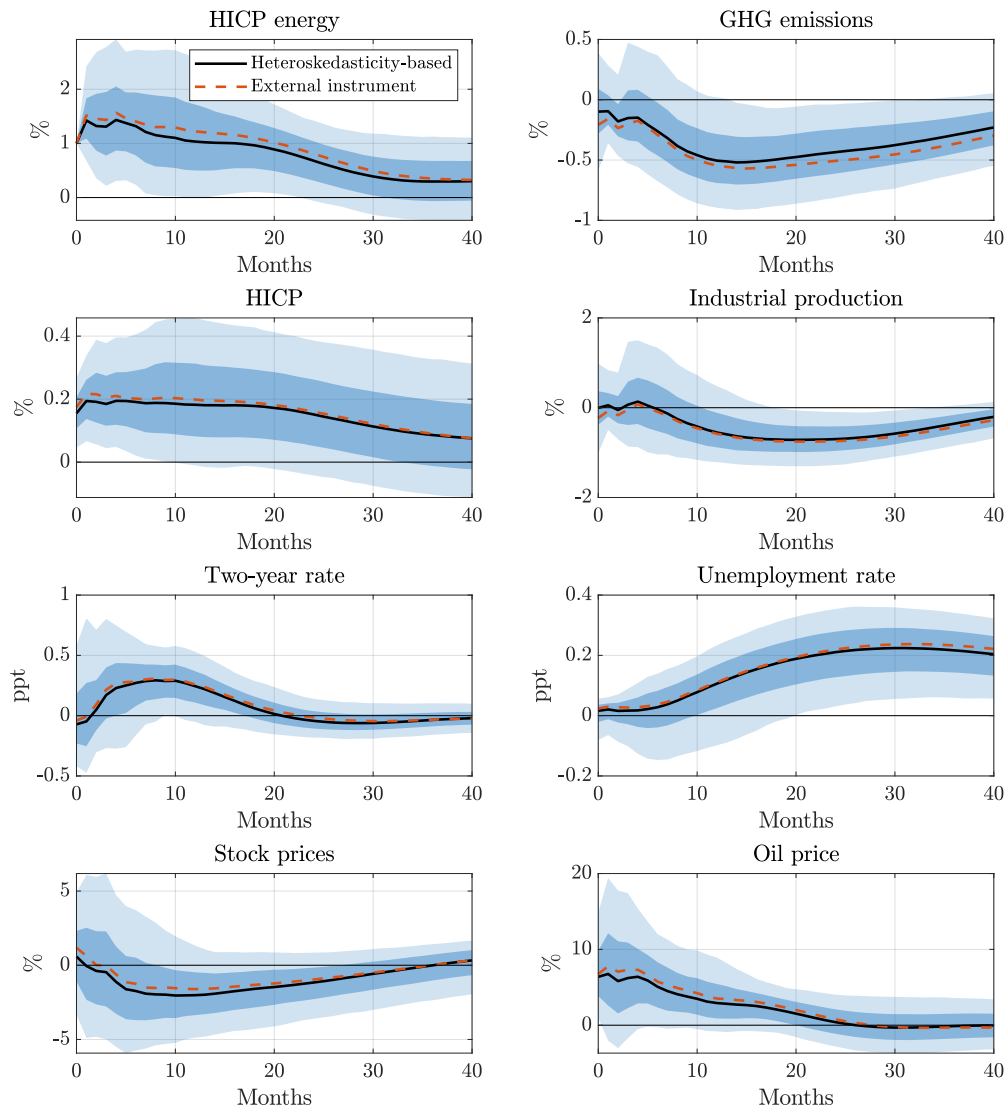 HICP energy
Heteroskedasticity-based
External instrument
%
2
1
0
0 10 20 30 40
Months
GHG emissions
%
0.5
0
-0.5
-1
0 10 20 30 40
Months
HICP
%
0.4
0.2
0
0 10 20 30 40
Months
Industrial production
%
2
0
-2
0 10 20 30 40
Months
Two-year rate
ppt
1
0.5
0
-0.5
0 10 20 30 40
Months
Unemployment rate
ppt
0.4
0.2
0
-0.2
0 10 20 30 40
Months
Stock prices
%
5
0
-5
0 10 20 30 40
Months
Oil price
%
20
10
0
0 10 20 30 40
Months